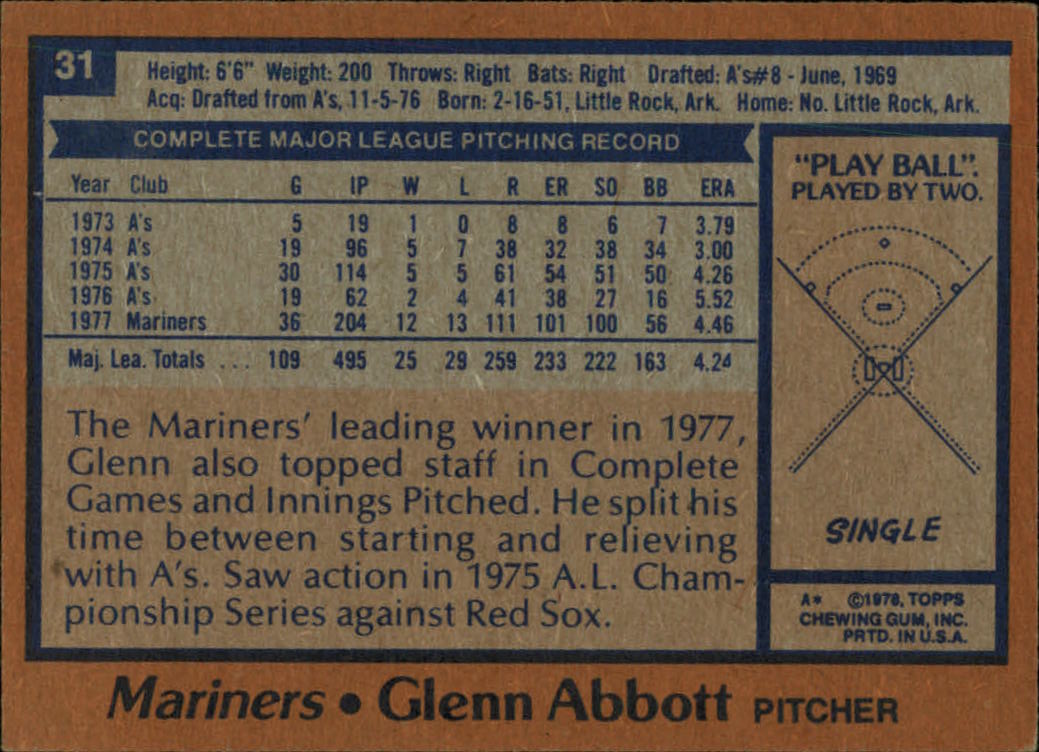 31
Height: 6'6" Weight: 200 Throws: Right Bats: Right Drafted: A's#8 - June, 1969
Acq: Drafted from A's, 11-5-76 Born: 2-16-51, Little Rock, Ark. Home: No. Little Rock, Ark.
COMPLETE MAJOR LEAGUE PITCHING RECORD
Year Club G IP W L R ER SO BB ERA
1973 A's 5 19 1 0 8 8 6 7 3.79
1974 A's 19 96 5 7 38 32 38 34 3.00
1975 A's 30 114 5 5 61 54 51 50 4.26
1976 A's 19 62 2 4 41 38 27 16 5.52
1977 Mariners 36 204 12 13 111 101 100 56 4.46
Maj. Lea. Totals ... 109 495 25 29 259 233 222 163 4.24
The Mariners' leading winner in 1977,
Glenn also topped staff in Complete
Games and Innings Pitched. He split his
time between starting and relieving
with A's. Saw action in 1975 A.L. Cham-
pionship Series against Red Sox.
"PLAY BALL".
PLAYED BY TWO.
SINGLE
A* ©1978, TOPPS
CHEWING GUM, INC.
PRTD. IN U.S.A.
Mariners • Glenn Abbott PITCHER